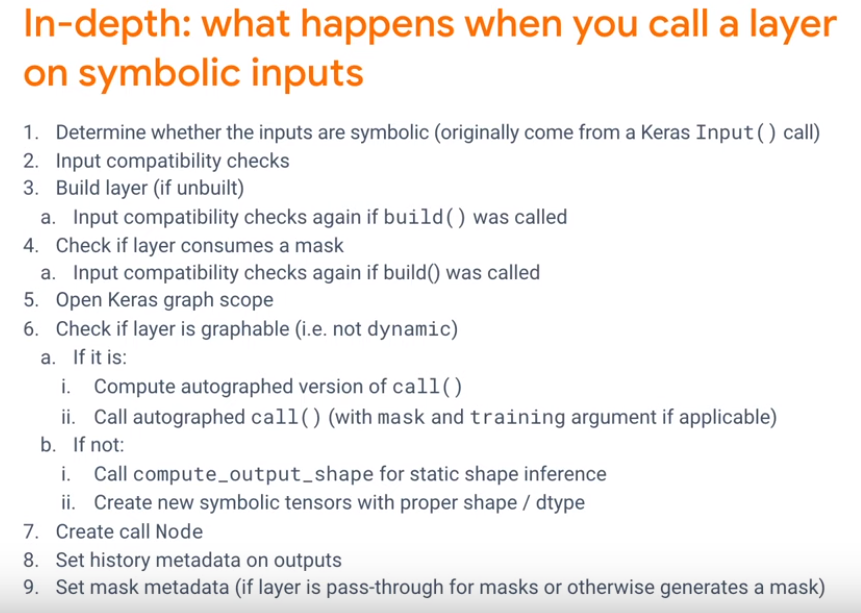 In-depth: what happens when you call a layer
on symbolic inputs
1. Determine whether the inputs are symbolic (originally come from a Keras Input() call)
2. Input compatibility checks
3. Build layer (if unbuilt)
a. Input compatibility checks again if build() was called
4. Check if layer consumes a mask
a. Input compatibility checks again if build() was called
5. Open Keras graph scope
6. Check if layer is graphable (i.e. not dynamic)
a. If it is:
i. Compute autographed version of call()
ii. Call autographed call() (with mask and training argument if applicable)
b. If not:
i. Call compute_output_shape for static shape inference
ii. Create new symbolic tensors with proper shape / dtype
7. Create call Node
8. Set history metadata on outputs
9. Set mask metadata (if layer is pass-through for masks or otherwise generates a mask)